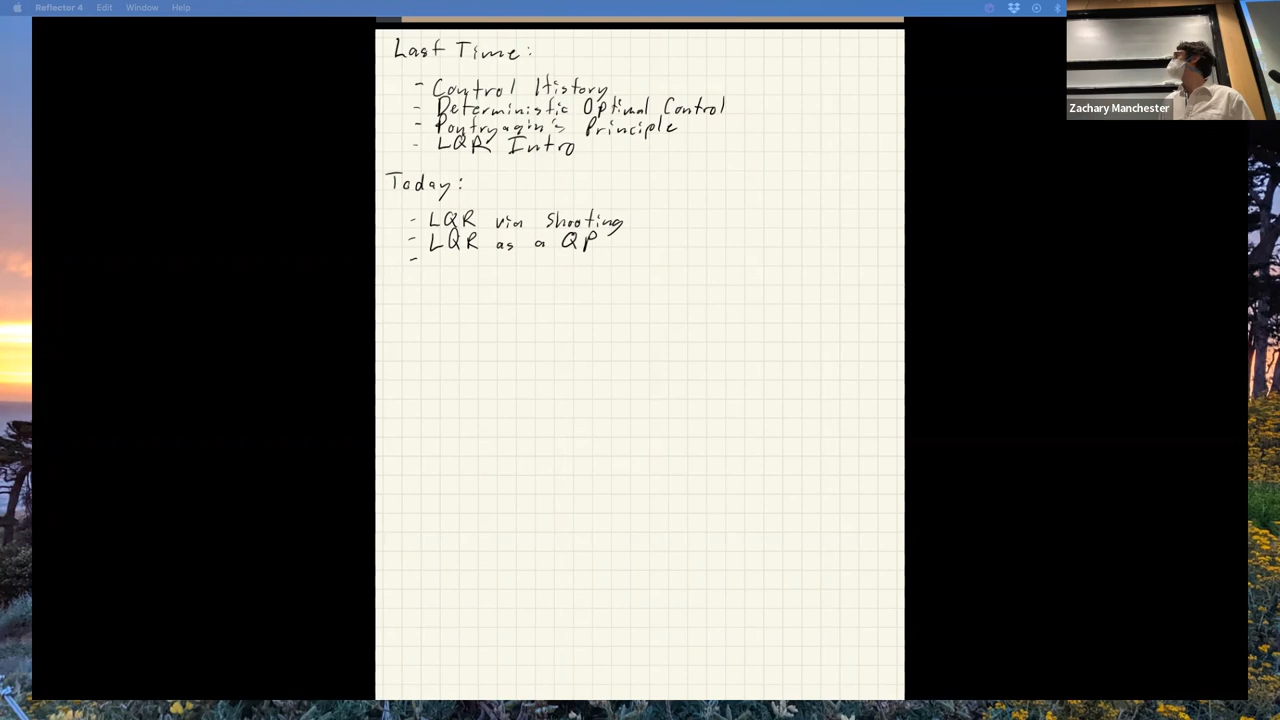 Reflector 4 Edit Window Help
Zachary Manchester
Last Time:
- Control History
- Deterministic Optimal Control
- Pontryagin's Principle
- LQR Intro
Today:
- LQR via Shooting
- LQR as a QP
-